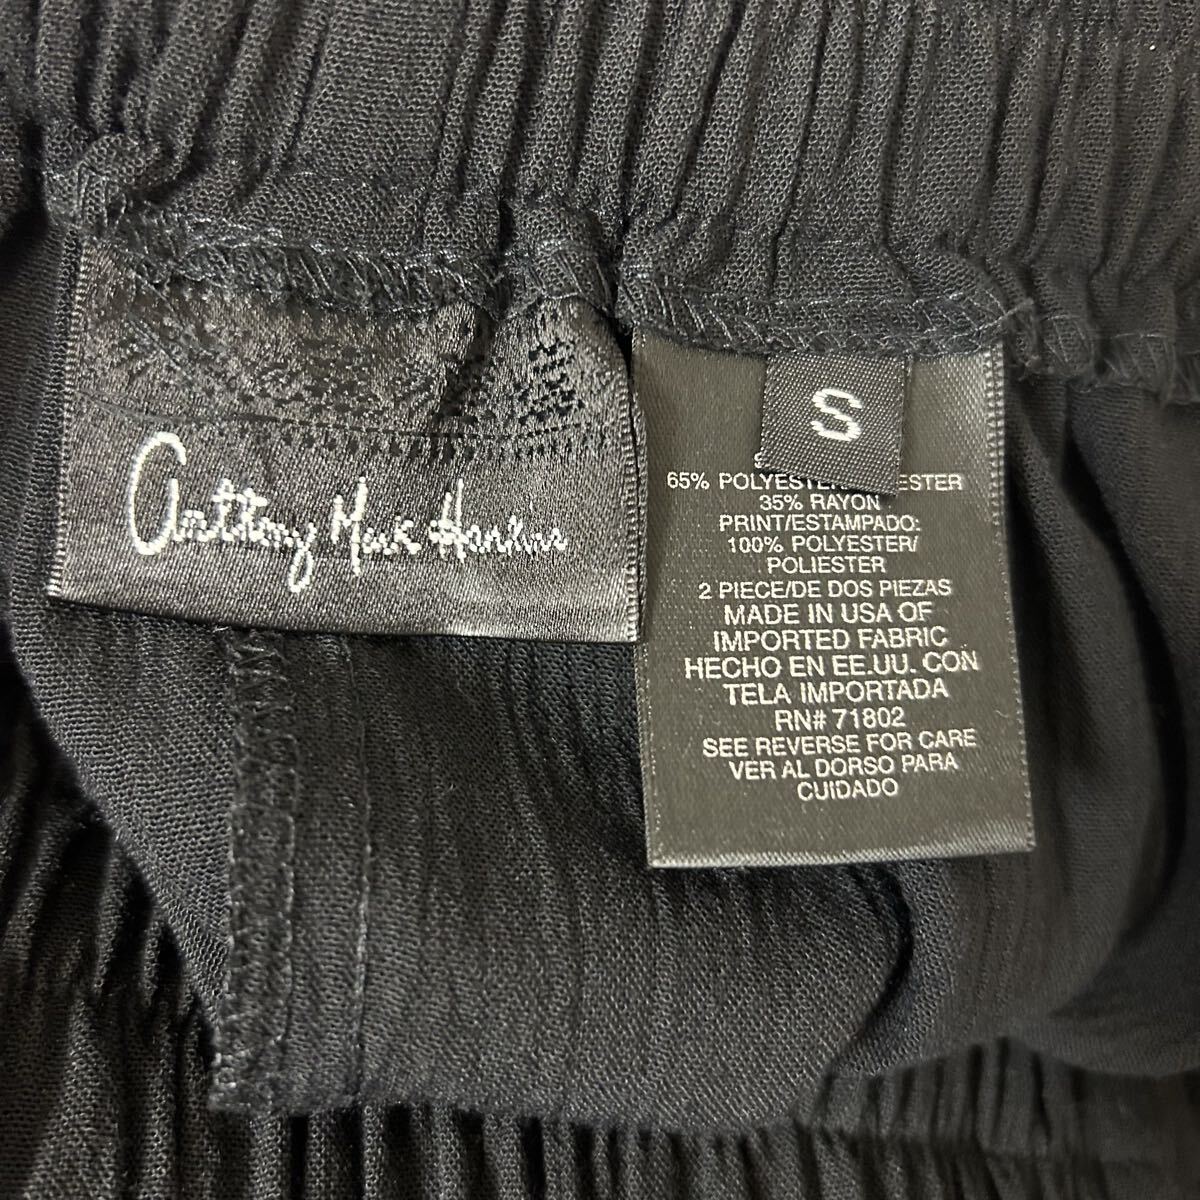 Anthony Mark Hankins
S
65% POLYESTER
35% RAYON
PRINT/ESTAMPADO:
100% POLYESTER/
POLIESTER
2 PIECE/DE DOS PIEZAS
MADE IN USA OF
IMPORTED FABRIC
HECHO EN EE.UU. CON
TELA IMPORTADA
RN# 71802
SEE REVERSE FOR CARE
VER AL DORSO PARA
CUIDADO